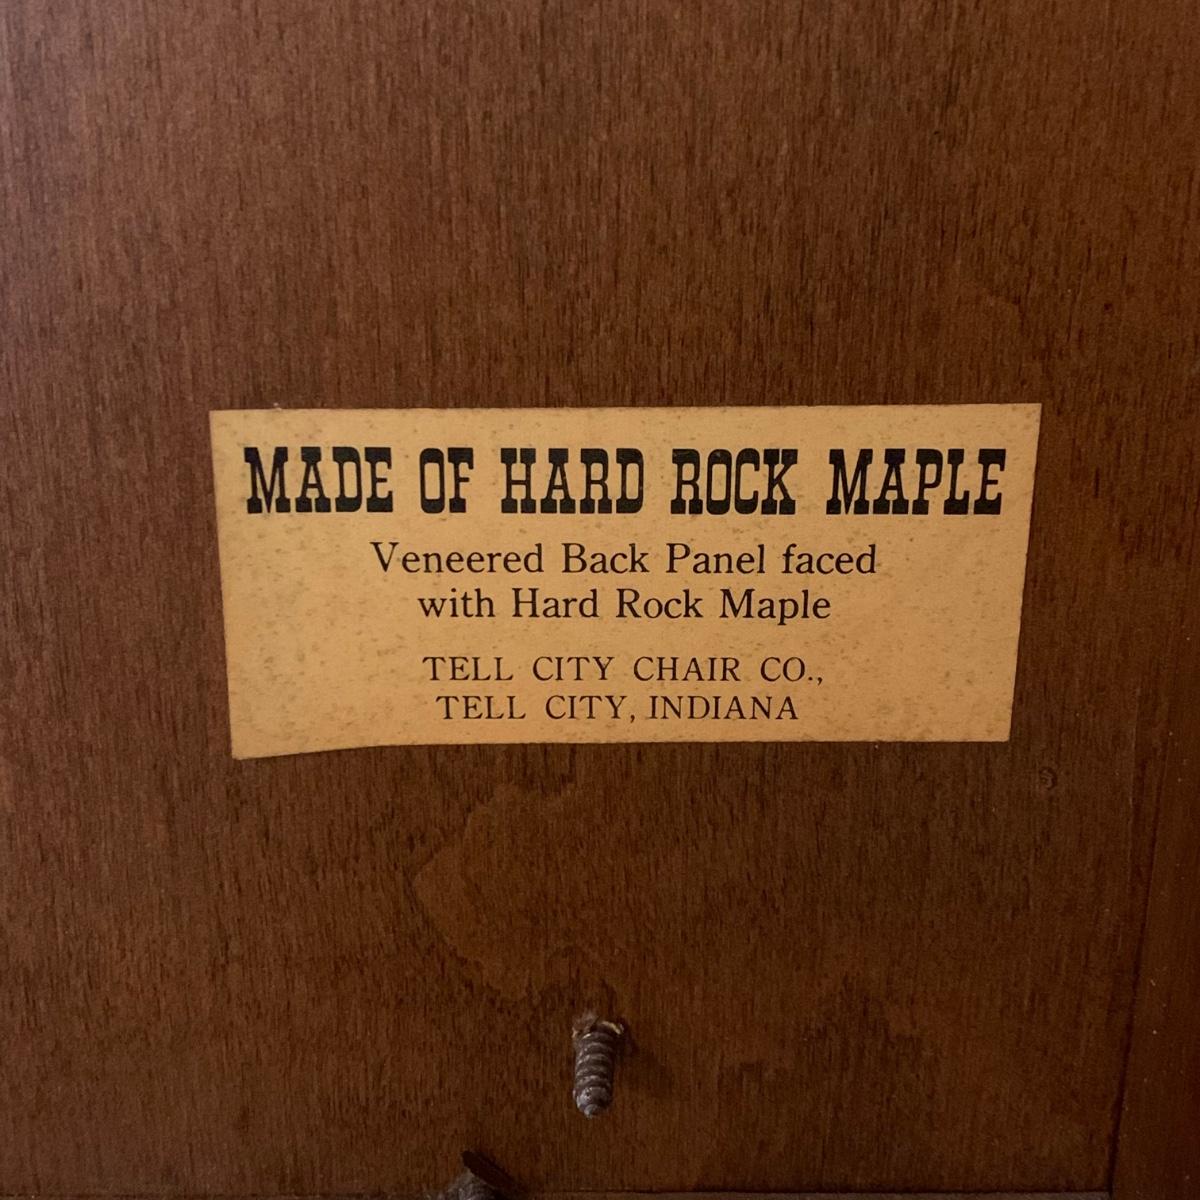 MADE OF HARD ROCK MAPLE
Veneered Back Panel faced
with Hard Rock Maple
TELL CITY CHAIR CO.,
TELL CITY, INDIANA